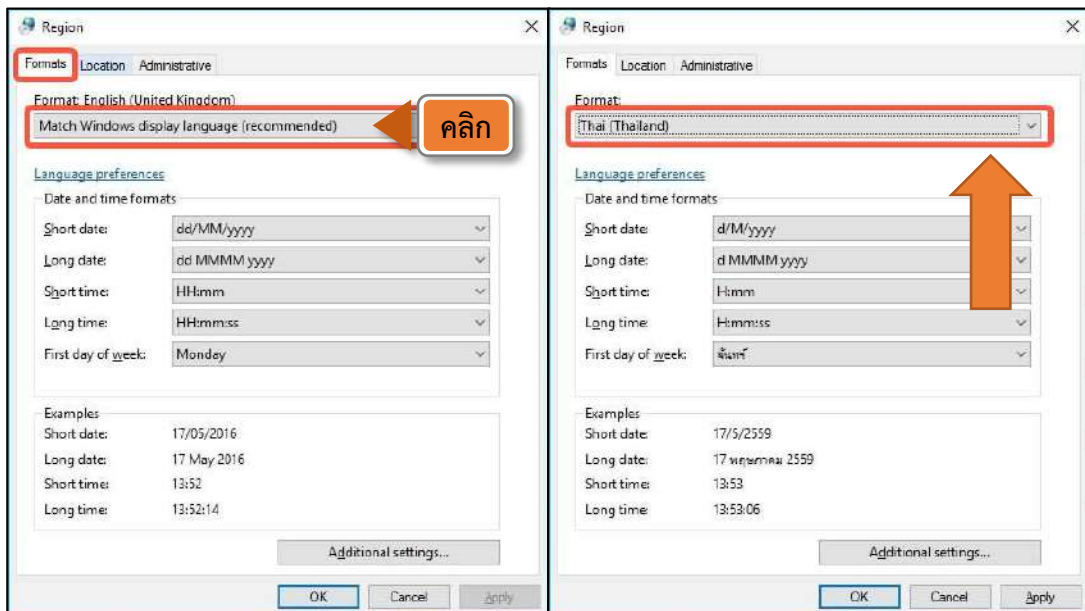 Region
Formats Location Administrative
Format: English (United Kingdom)
Match Windows display language (recommended)
คลิก
Language preferences
Date and time formats
Short date: dd/MM/yyyy
Long date: dd MMMM yyyy
Short time: HH:mm
Long time: HH:mm:ss
First day of week: Monday
Examples
Short date: 17/05/2016
Long date: 17 May 2016
Short time: 13:52
Long time: 13:52:14
Additional settings...
OK Cancel Apply
Region
Formats Location Administrative
Format:
Thai (Thailand)
Language preferences
Date and time formats
Short date: d/M/yyyy
Long date: d MMMM yyyy
Short time: H:mm
Long time: H:mm:ss
First day of week: จันทร์
Examples
Short date: 17/5/2559
Long date: 17 พฤษภาคม 2559
Short time: 13:53
Long time: 13:53:06
Additional settings...
OK Cancel Apply